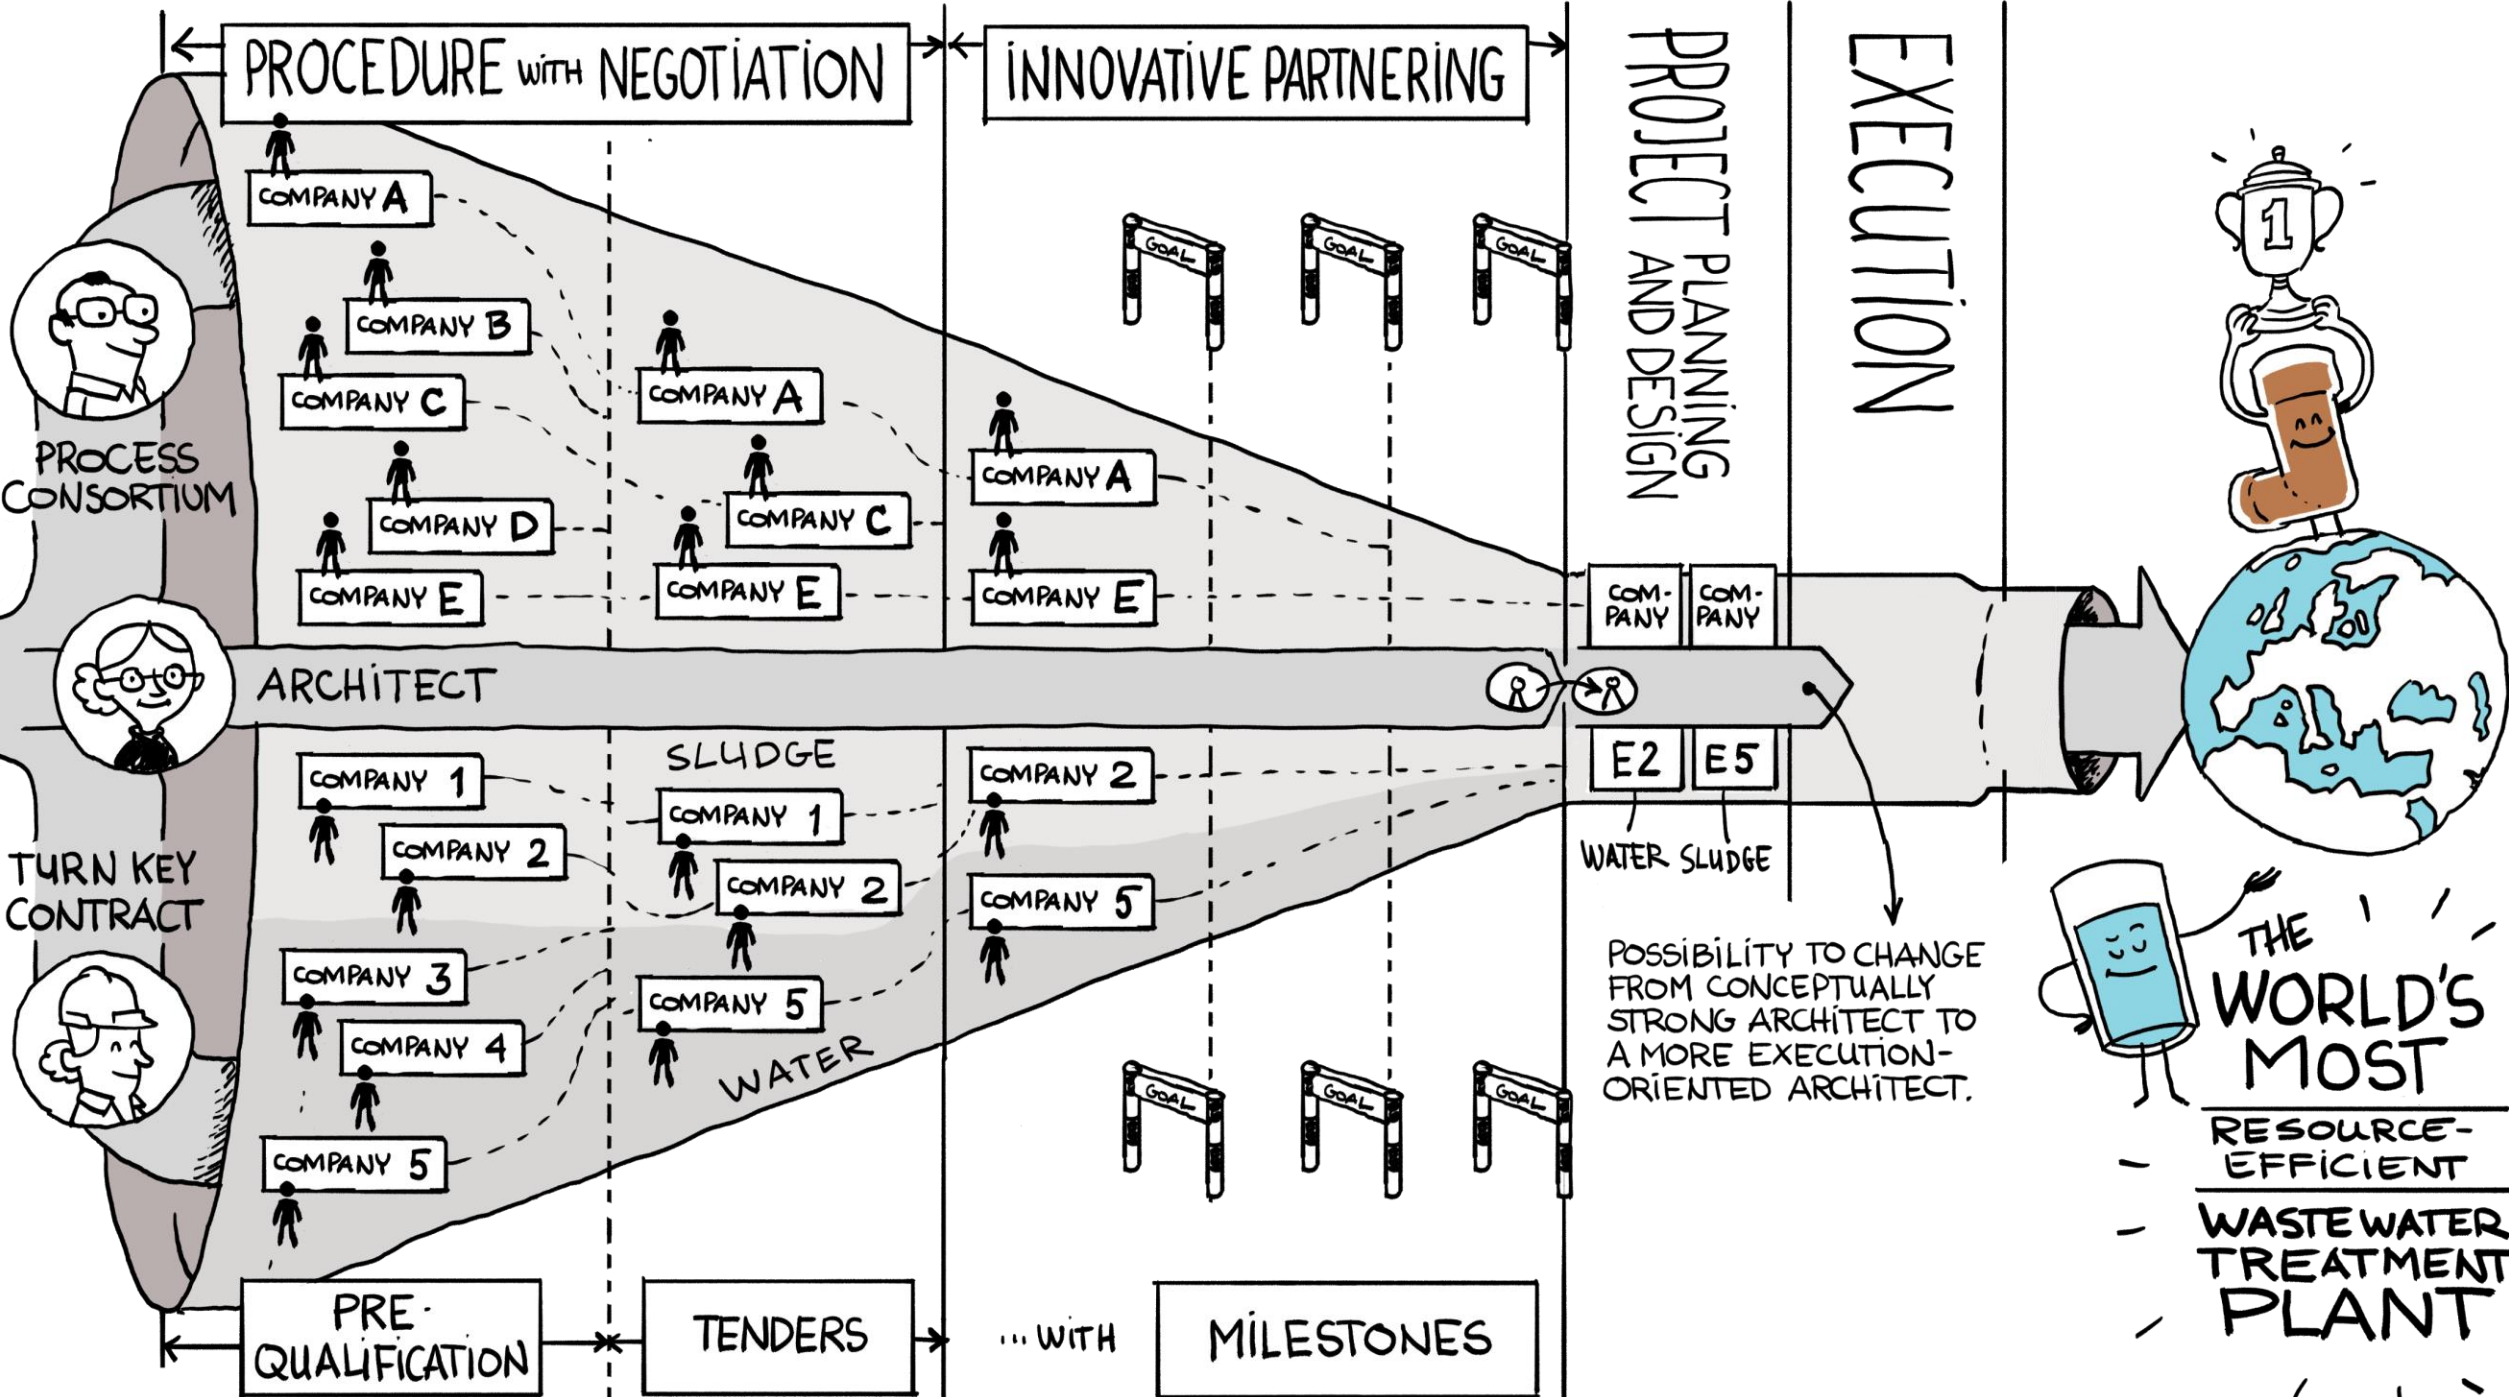 PROCEDURE WITH NEGOTIATION
INNOVATIVE PARTNERING
PROJECT PLANNING
AND DESIGN
EXECUTION
1
COMPANY A
COMPANY B
COMPANY C
COMPANY D
COMPANY E
COMPANY A
COMPANY C
COMPANY E
COMPANY A
COMPANY E
GOAL
GOAL
GOAL
PROCESS
CONSORTIUM
COM-
PANY
COM-
PANY
ARCHITECT
SLUDGE
COMPANY 1
COMPANY 2
COMPANY 3
COMPANY 4
COMPANY 5
COMPANY 1
COMPANY 2
COMPANY 5
WATER
COMPANY 2
COMPANY 5
E2
E5
WATER SLUDGE
TURN KEY
CONTRACT
GOAL
GOAL
GOAL
POSSIBILITY TO CHANGE
FROM CONCEPTUALLY
STRONG ARCHITECT TO
A MORE EXECUTION-
ORIENTED ARCHITECT.
THE
WORLD'S
MOST
RESOURCE-
EFFICIENT
WASTEWATER
TREATMENT
PLANT
PRE-
QUALIFICATION
TENDERS
...WITH
MILESTONES